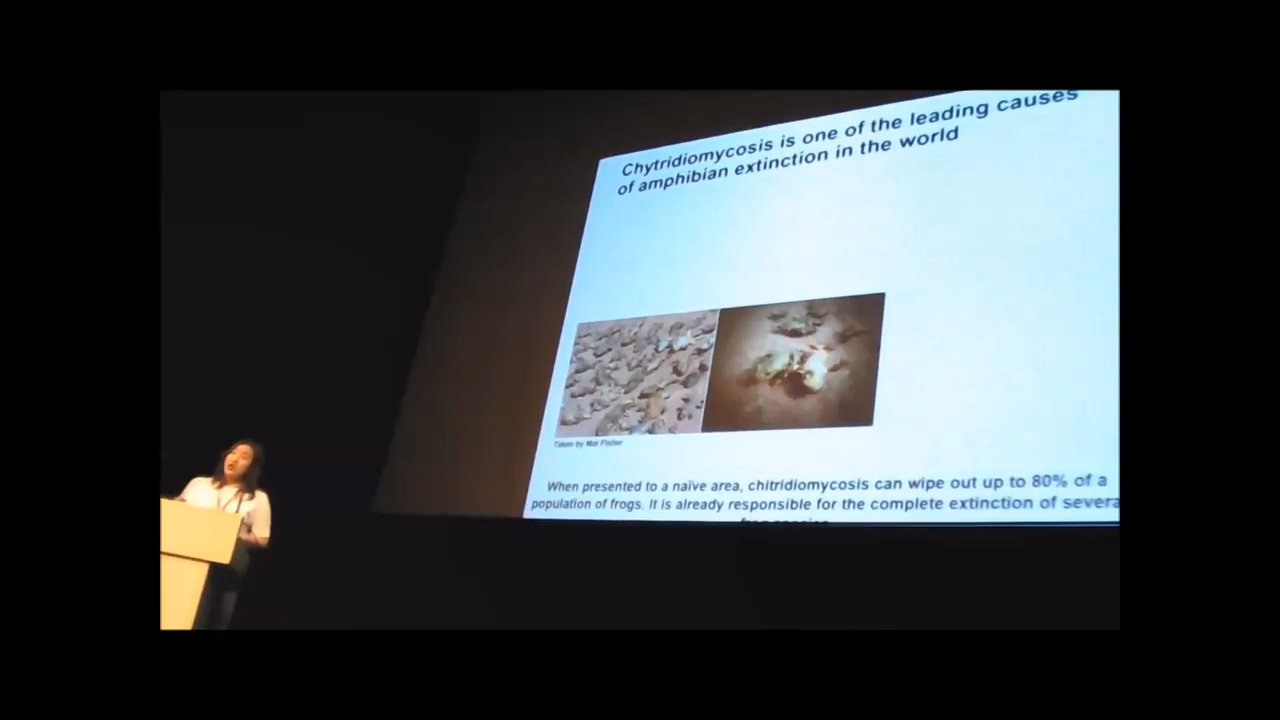 Chytridiomycosis is one of the leading causes
of amphibian extinction in the world
Taken by Mat Fisher
When presented to a naïve area, chitridiomycosis can wipe out up to 80% of a
population of frogs. It is already responsible for the complete extinction of severa
frog species